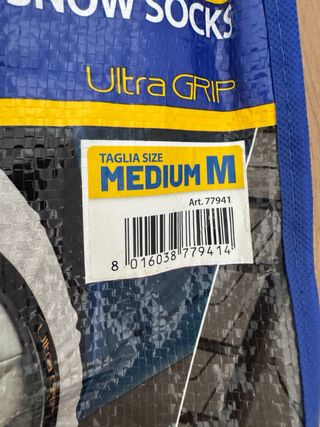 SNOW SOCKS
Ultra GRIP
TAGLIA SIZE
MEDIUM M
Art. 77941
8 016038 779414